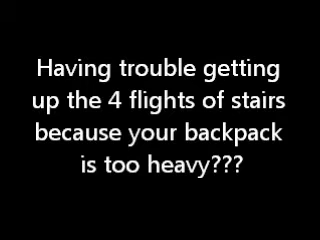 Having trouble getting
up the 4 flights of stairs
because your backpack
is too heavy???